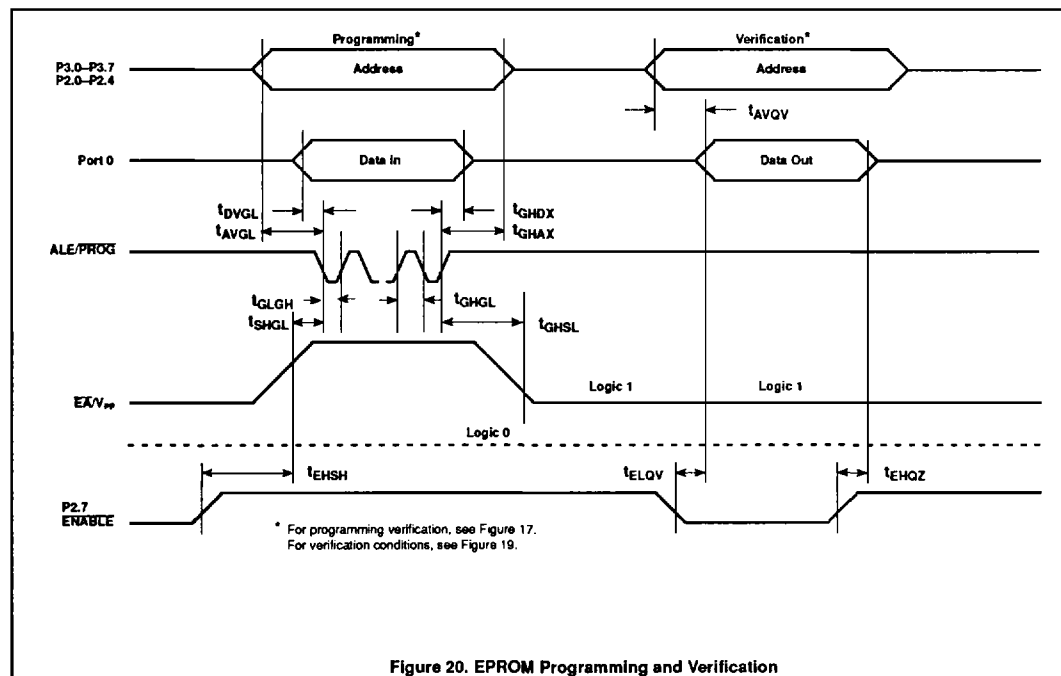 Programming*
Verification*
P3.0–P3.7
P2.0–P2.4
Address
Address
tAVQV
Port 0
Data In
Data Out
tDVGL
tGHDX
tAVGL
tGHAX
ALE/PROG
tGLGH
tGHGL
tSHGL
tGHSL
EA/VPP
Logic 1
Logic 1
Logic 0
tEHSH
tELQV
tEHQZ
P2.7
ENABLE
* For programming verification, see Figure 17.
For verification conditions, see Figure 19.
Figure 20. EPROM Programming and Verification